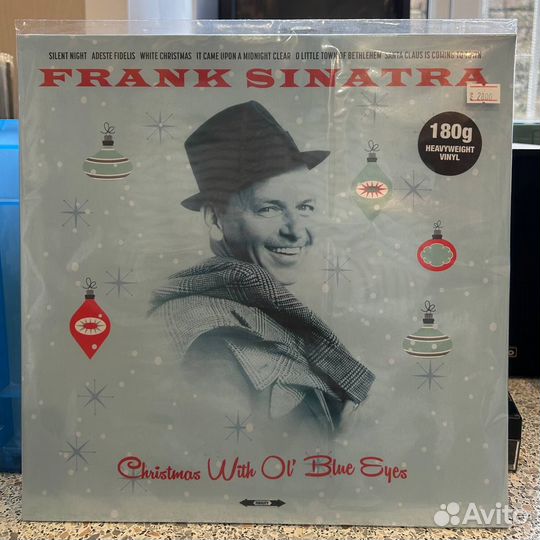 SILENT NIGHT ADESTE FIDELIS WHITE CHRISTMAS IT CAME UPON A MIDNIGHT CLEAR O LITTLE TOWN OF BETHLEHEM SANTA CLAUS IS COMING TO TOWN
FRANK SINATRA
180g
HEAVYWEIGHT
VINYL
Christmas With Ol' Blue Eyes
Avito